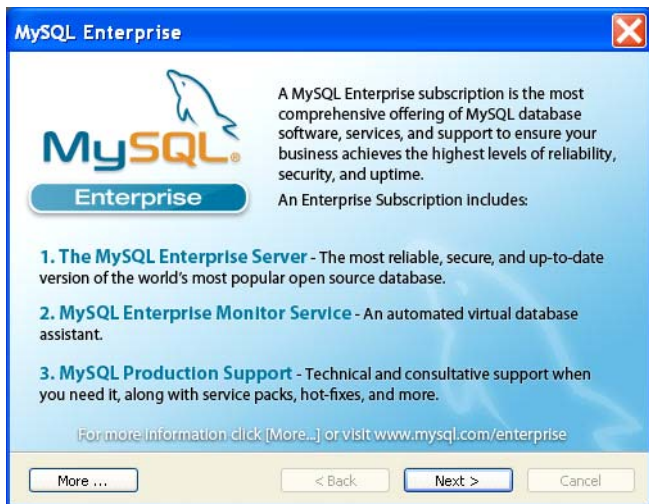 MySQL Enterprise
MySQL®
Enterprise
A MySQL Enterprise subscription is the most
comprehensive offering of MySQL database
software, services, and support to ensure your
business achieves the highest levels of reliability,
security, and uptime.
An Enterprise Subscription includes:
1. The MySQL Enterprise Server - The most reliable, secure, and up-to-date
version of the world's most popular open source database.
2. MySQL Enterprise Monitor Service - An automated virtual database
assistant.
3. MySQL Production Support - Technical and consultative support when
you need it, along with service packs, hot-fixes, and more.
For more information click [More...] or visit www.mysql.com/enterprise
More ...
< Back
Next >
Cancel